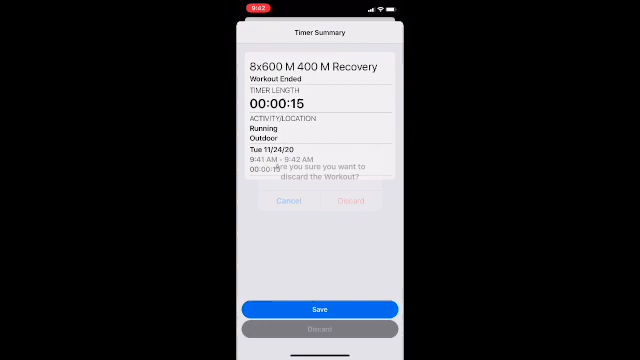 9:42
Timer Summary
8x600 M 400 M Recovery
Workout Ended
TIMER LENGTH
00:00:15
ACTIVITY/LOCATION
Running
Outdoor
Tue 11/24/20
9:41 AM - 9:42 AM
00:00:15
Are you sure you want to
discard the Workout?
Cancel Discard
Save
Discard